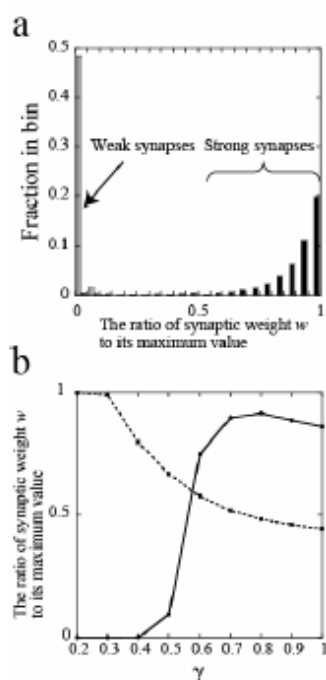 a
0.5
0.4
0.3
0.2
0.1
0
Fraction in bin
Weak synapses
Strong synapses
0
0.5
1
The ratio of synaptic weight w
to its maximum value
b
1
0.5
0
The ratio of synaptic weight w
to its maximum value
0.2 0.3 0.4 0.5 0.6 0.7 0.8 0.9 1
γ